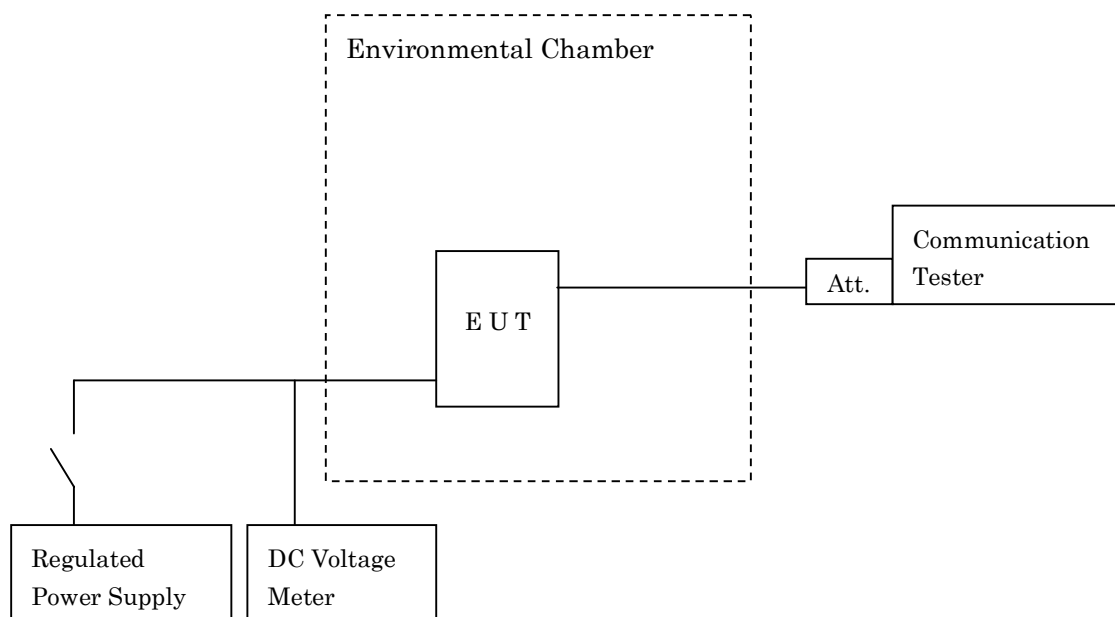 Environmental Chamber
Communication
Tester
Att.
E U T
Regulated
Power Supply
DC Voltage
Meter